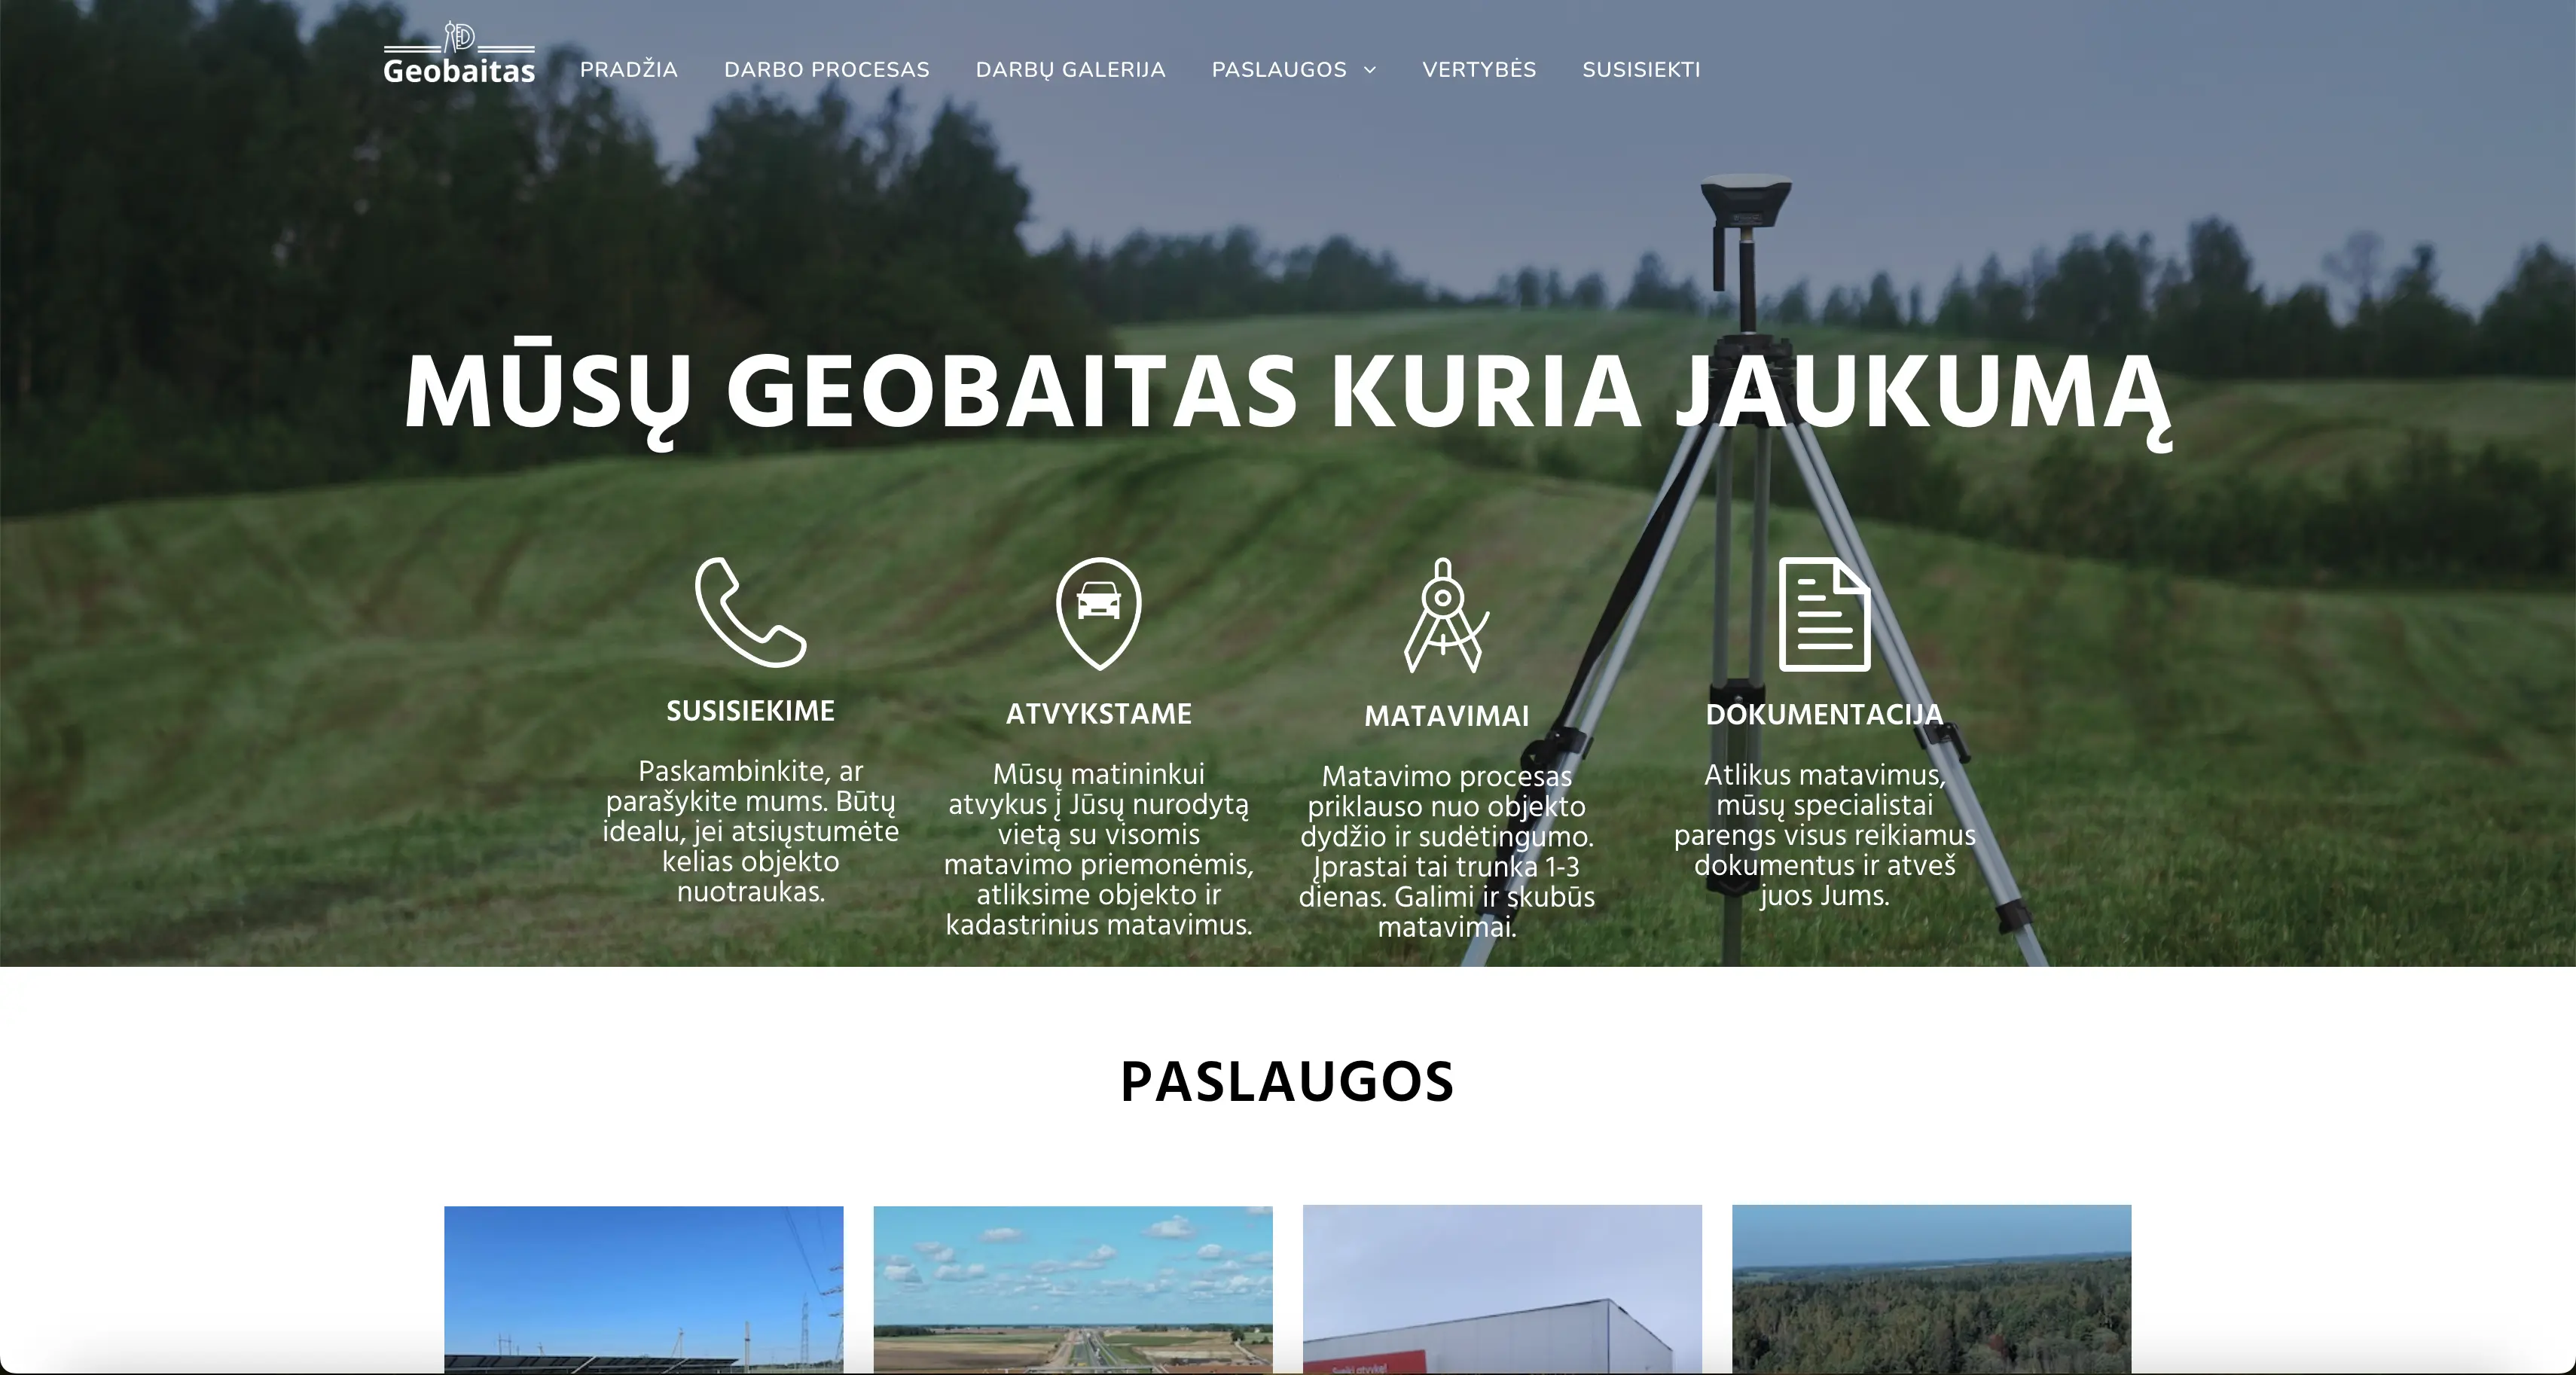 Geobaitas
PRADŽIA
DARBO PROCESAS
DARBŲ GALERIJA
PASLAUGOS
VERTYBĖS
SUSISIEKTI
MŪSŲ GEOBAITAS KURIA JAUKUMĄ
SUSISIEKIME
Paskambinkite, ar
parašykite mums. Būtų
idealu, jei atsiųstumėte
kelias objekto
nuotraukas.
ATVYKSTAME
Mūsų matininkui
atvykus į Jūsų nurodytą
vietą su visomis
matavimo priemonėmis,
atliksime objekto ir
kadastrinius matavimus.
MATAVIMAI
Matavimo procesas
priklauso nuo objekto
dydžio ir sudėtingumo.
Įprastai tai trunka 1-3
dienas. Galimi ir skubūs
matavimai.
DOKUMENTACIJA
Atlikus matavimus,
mūsų specialistai
parengs visus reikiamus
dokumentus ir atveš
juos Jums.
PASLAUGOS
Sveiki atvykę!